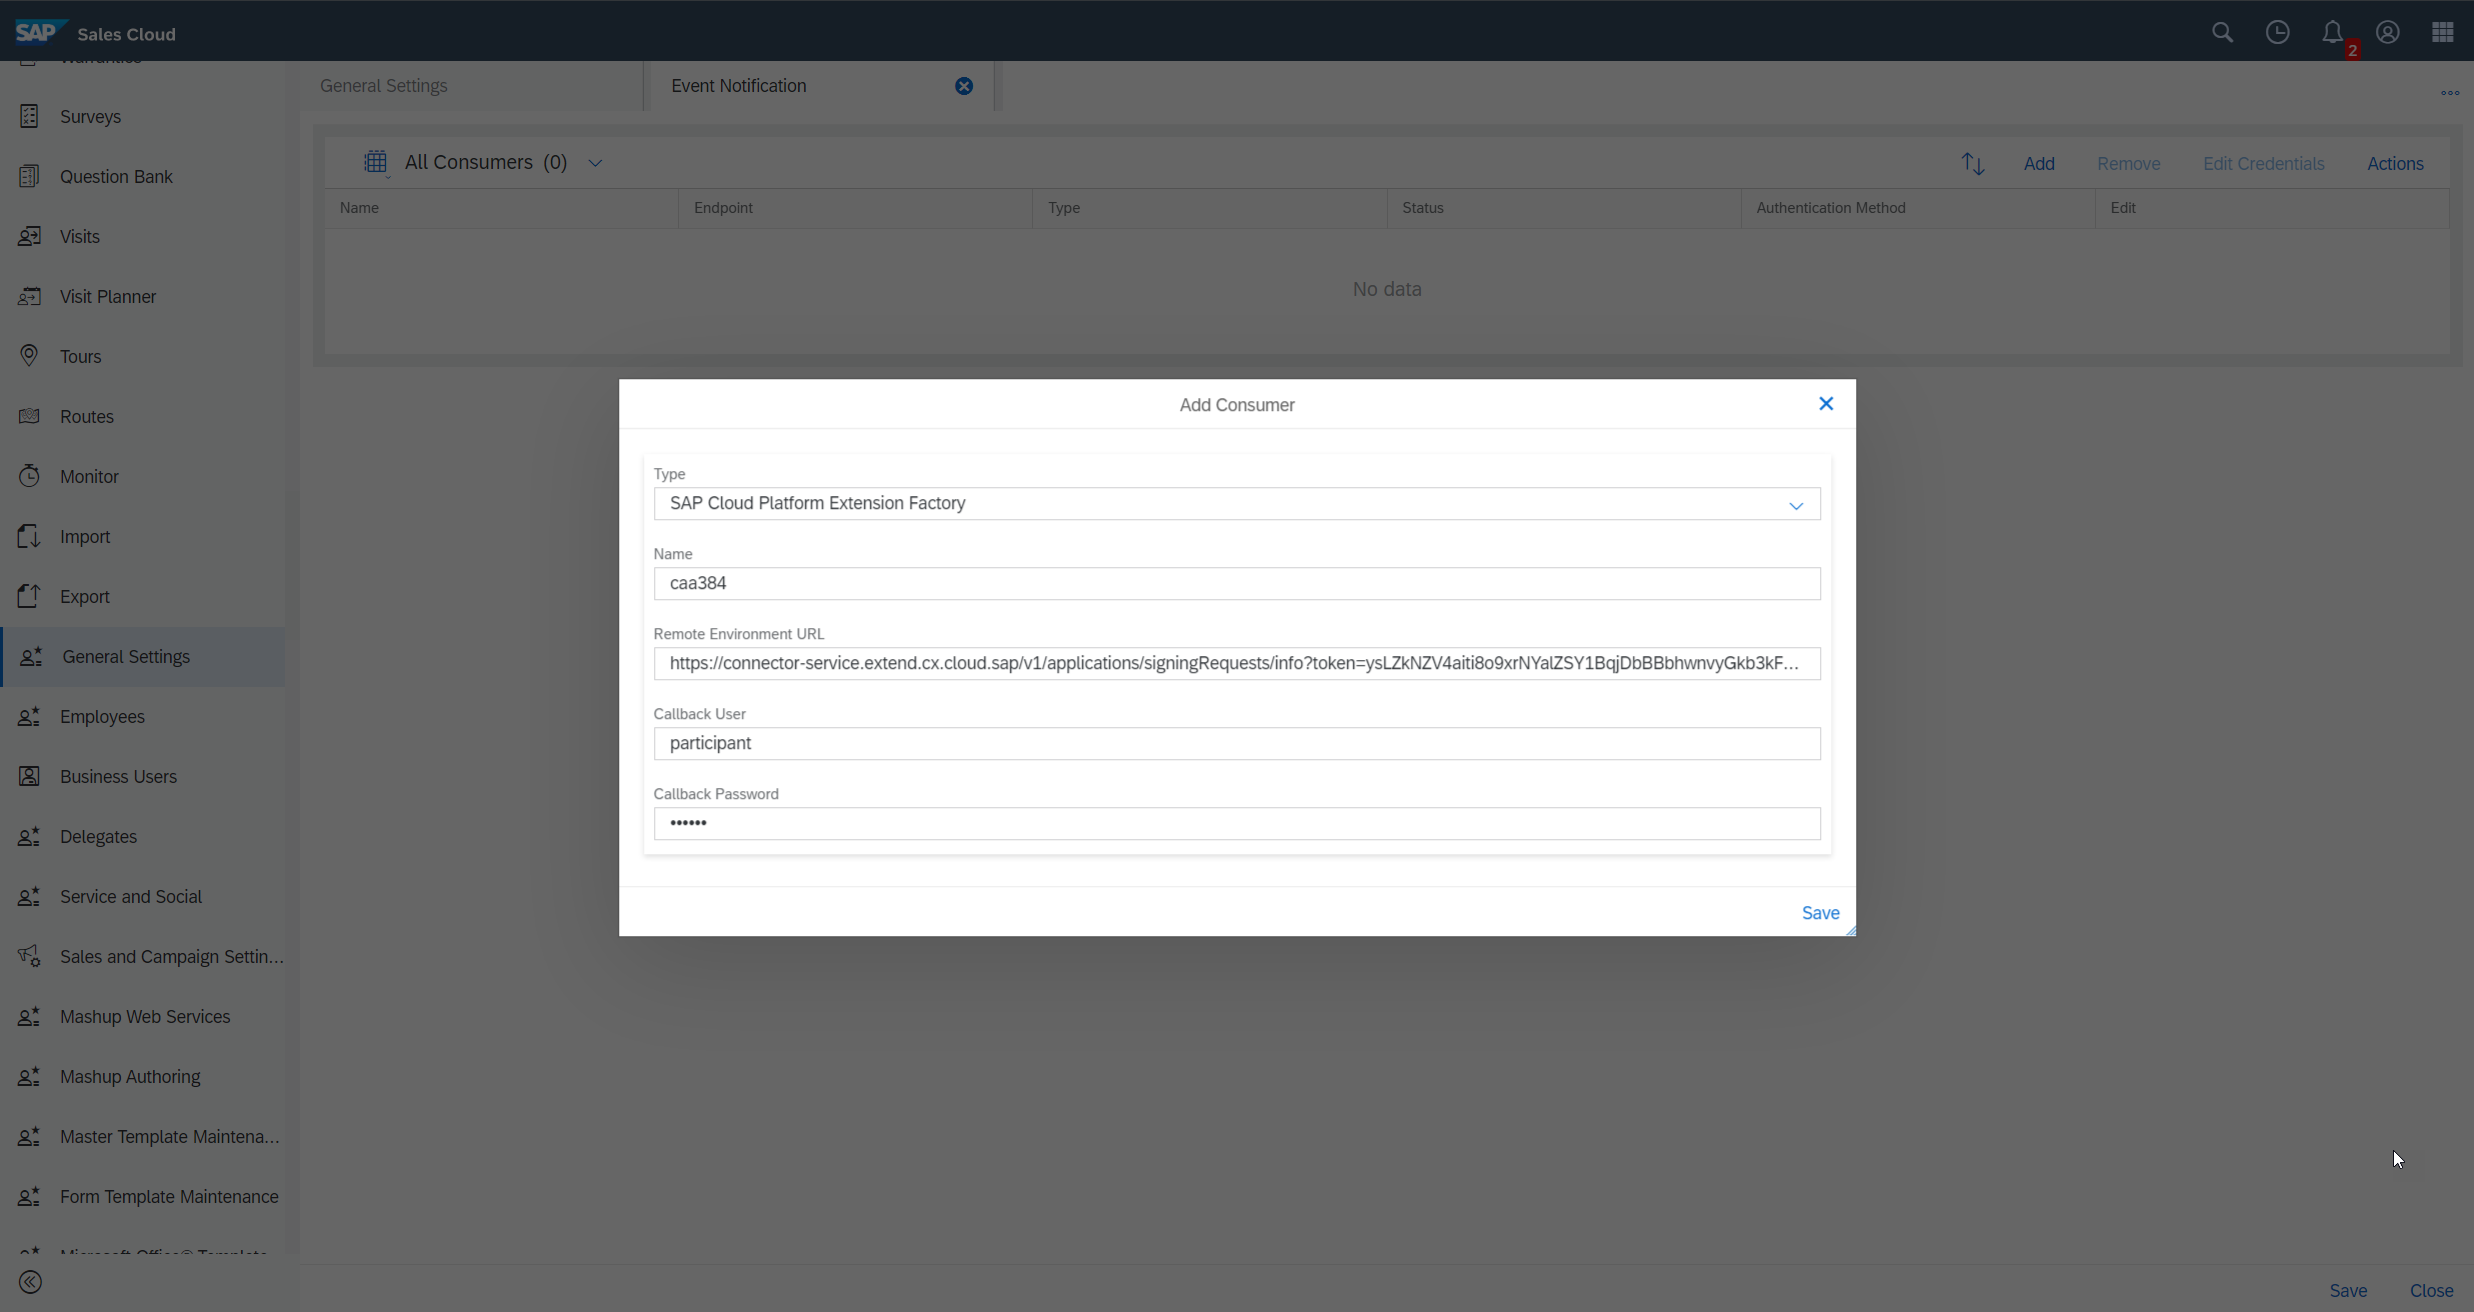 SAP Sales Cloud
2
Surveys
Question Bank
Visits
Visit Planner
Tours
Routes
Monitor
Import
Export
General Settings
Employees
Business Users
Delegates
Service and Social
Sales and Campaign Settin...
Mashup Web Services
Mashup Authoring
Master Template Maintena...
Form Template Maintenance
General Settings
Event Notification
All Consumers (0)
Add Remove Edit Credentials Actions
Name Endpoint Type Status Authentication Method Edit
No data
Add Consumer
Type
SAP Cloud Platform Extension Factory
Name
caa384
Remote Environment URL
https://connector-service.extend.cx.cloud.sap/v1/applications/signingRequests/info?token=ysLZkNZV4aiti8o9xrNYalZSY1BqjDbBBbhwnvyGkb3kF...
Callback User
participant
Callback Password
••••••
Save
Save Close